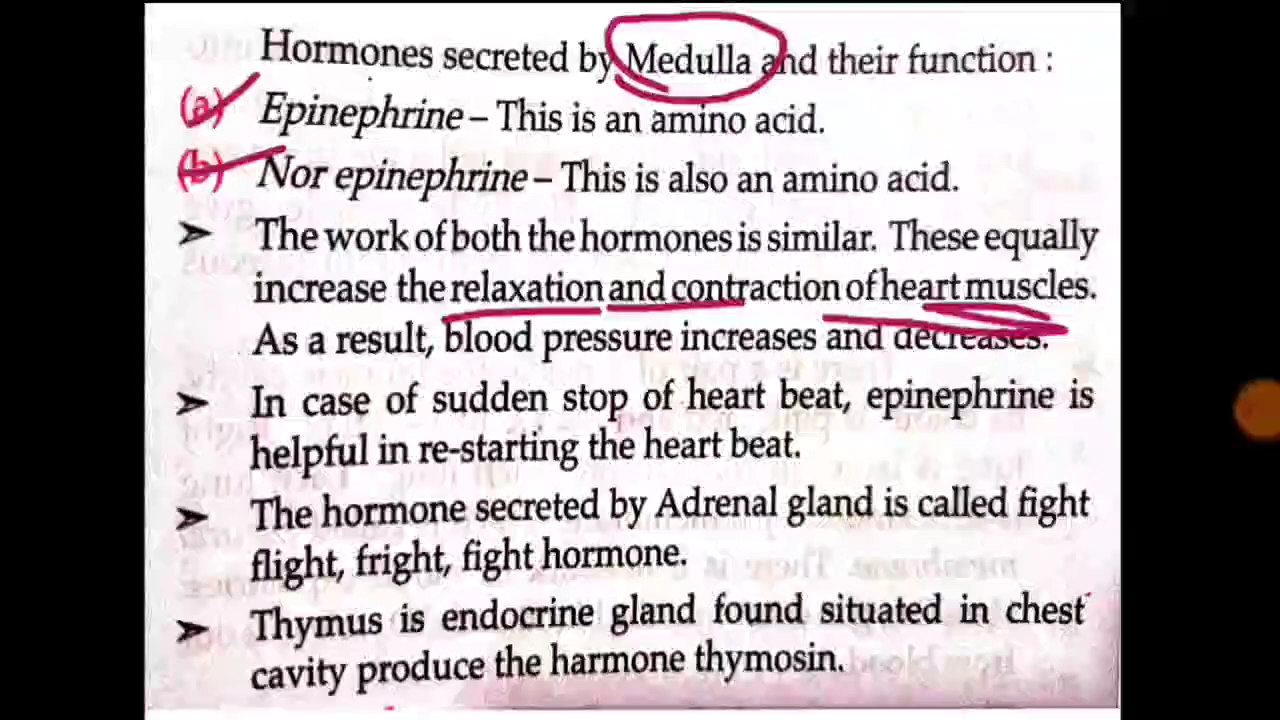 Hormones secreted by Medulla and their function :
(a) Epinephrine – This is an amino acid.
(b) Nor epinephrine – This is also an amino acid.
➤ The work of both the hormones is similar. These equally
increase the relaxation and contraction of heart muscles.
As a result, blood pressure increases and decreases.
➤ In case of sudden stop of heart beat, epinephrine is
helpful in re-starting the heart beat.
➤ The hormone secreted by Adrenal gland is called fight
flight, fright, fight hormone.
➤ Thymus is endocrine gland found situated in chest
cavity produce the harmone thymosin.